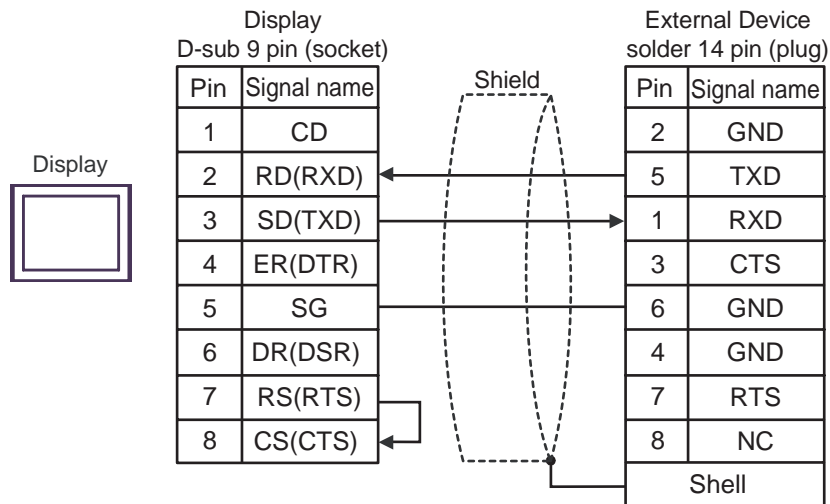 Display
D-sub 9 pin (socket)
External Device
solder 14 pin (plug)
Shield
Display
Pin Signal name
1 CD
2 RD(RXD)
3 SD(TXD)
4 ER(DTR)
5 SG
6 DR(DSR)
7 RS(RTS)
8 CS(CTS)
Pin Signal name
2 GND
5 TXD
1 RXD
3 CTS
6 GND
4 GND
7 RTS
8 NC
Shell